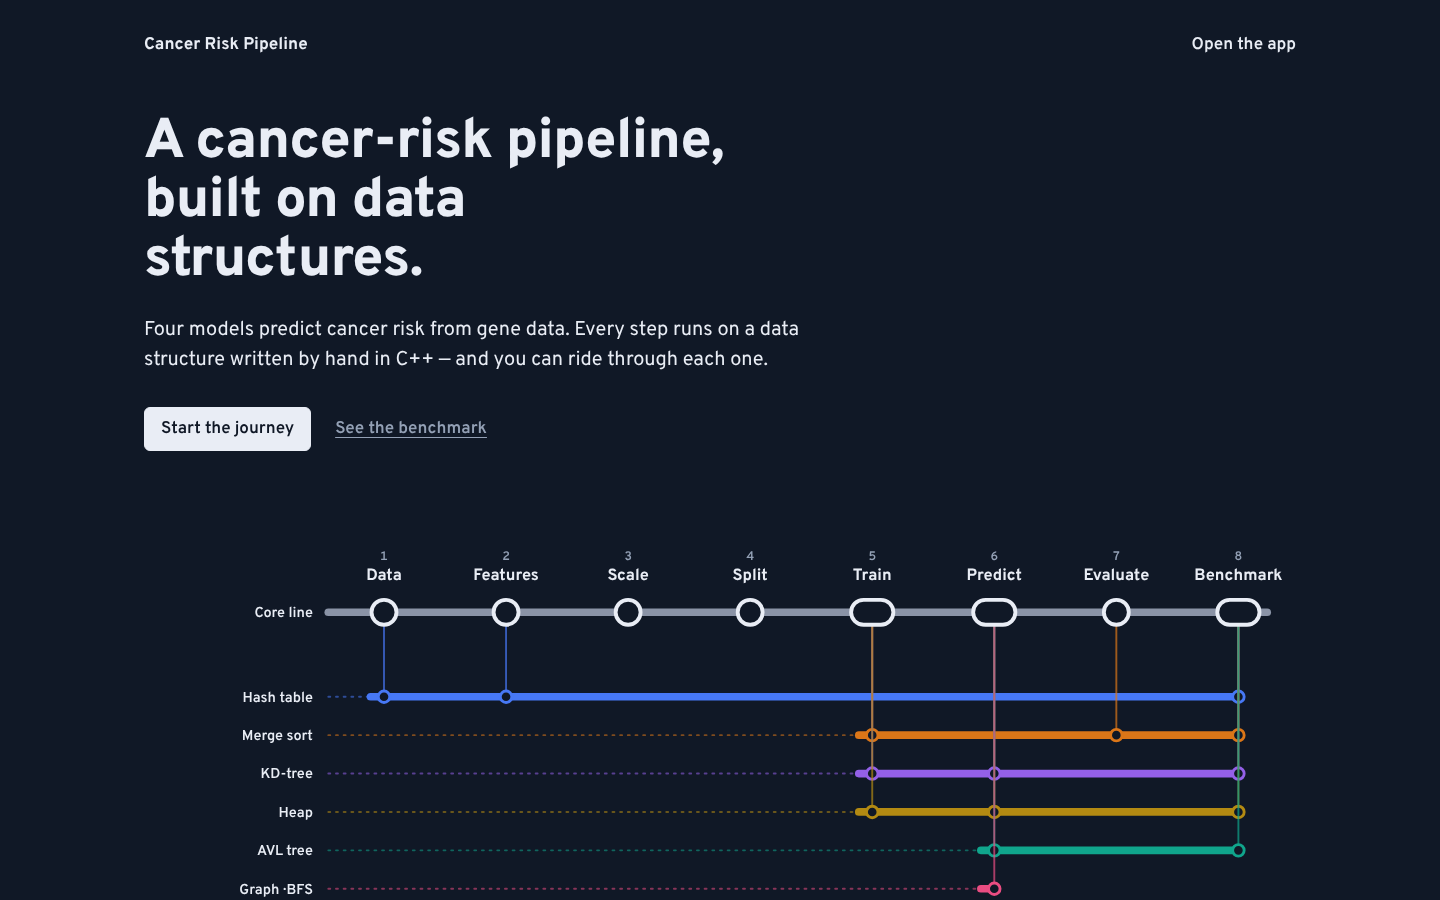 Cancer Risk Pipeline
Open the app
A cancer-risk pipeline,
built on data
structures.
Four models predict cancer risk from gene data. Every step runs on a data
structure written by hand in C++ — and you can ride through each one.
Start the journey
See the benchmark
1 2 3 4 5 6 7 8
Data Features Scale Split Train Predict Evaluate Benchmark
Core line
Hash table
Merge sort
KD-tree
Heap
AVL tree
Graph ·BFS